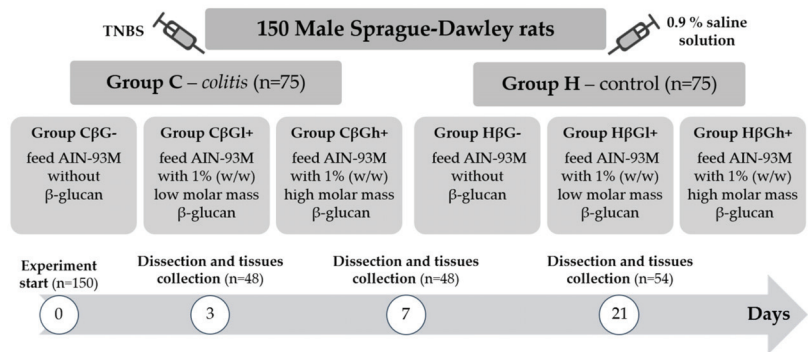 TNBS
150 Male Sprague-Dawley rats
0.9 % saline
solution
Group C – colitis (n=75)
Group H – control (n=75)
Group CβG-
feed AIN-93M
without
β-glucan
Group CβGl+
feed AIN-93M
with 1% (w/w)
low molar mass
β-glucan
Group CβGh+
feed AIN-93M
with 1% (w/w)
high molar mass
β-glucan
Group HβG-
feed AIN-93M
without
β-glucan
Group HβGl+
feed AIN-93M
with 1% (w/w)
low molar mass
β-glucan
Group HβGh+
feed AIN-93M
with 1% (w/w)
high molar mass
β-glucan
Experiment
start (n=150)
Dissection and tissues
collection (n=48)
Dissection and tissues
collection (n=48)
Dissection and tissues
collection (n=54)
0
3
7
21
Days